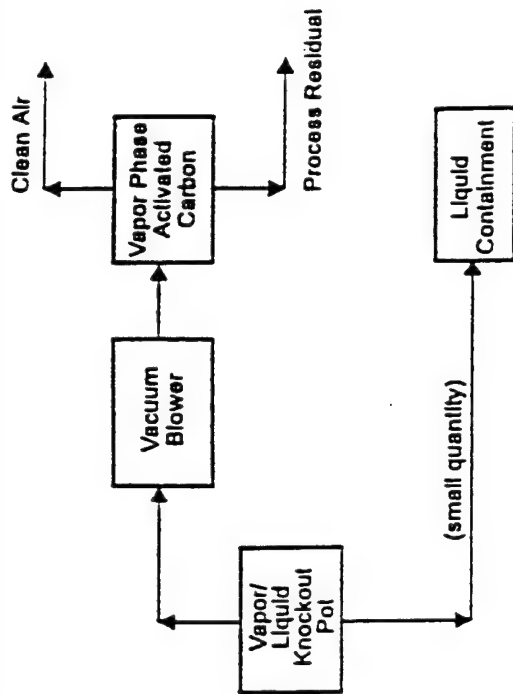 Vapor/
Liquid
Knockout
Pot
Vacuum
Blower
Vapor Phase
Activated
Carbon
Clean Air
Process Residual
(small quantity)
Liquid
Containment